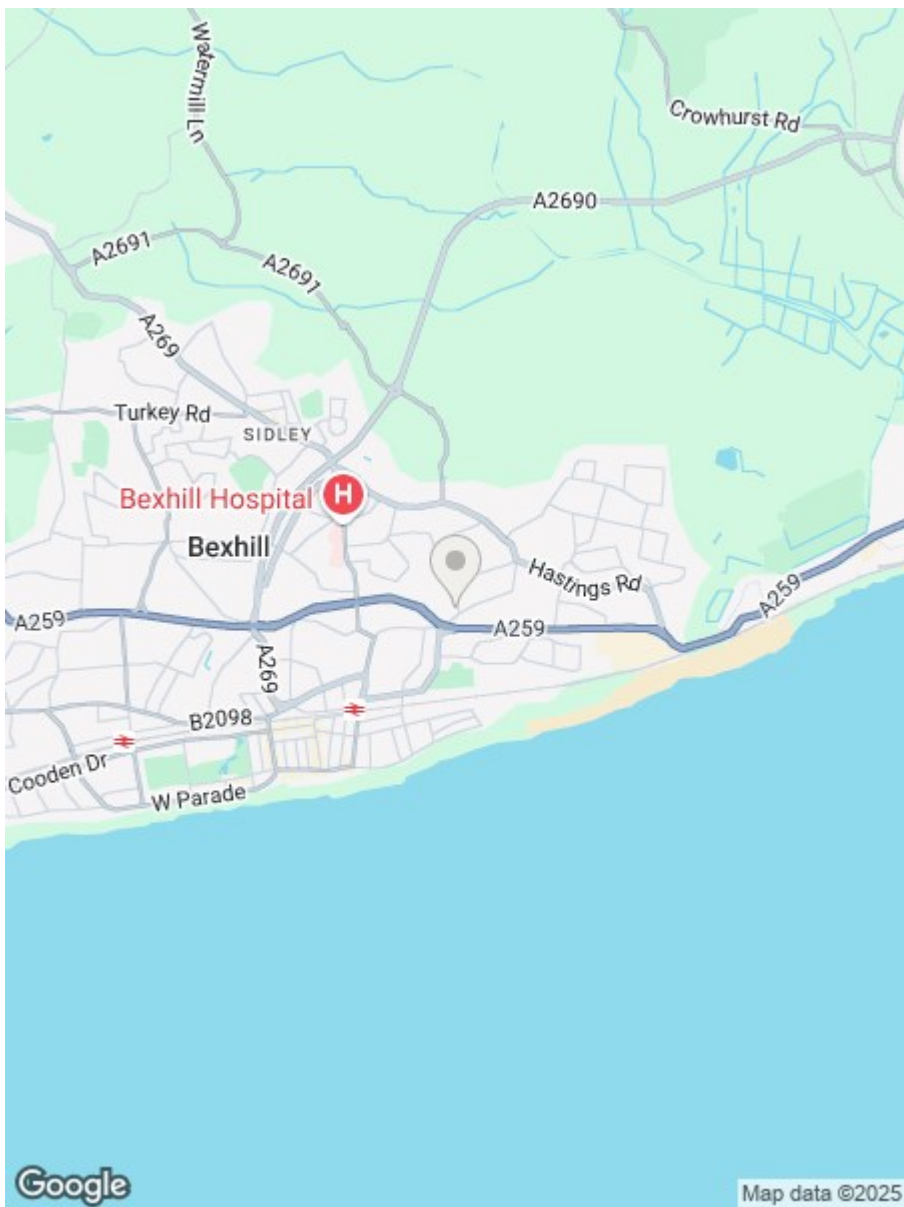 Watermill Ln
Crowhurst Rd
A2690
A2691
A2691
A269
Turkey Rd
SIDLEY
Bexhill Hospital
H
Bexhill
Hastings Rd
A259
A259
A259
A269
B2098
Cooden Dr
W Parade
Google
Map data ©2025